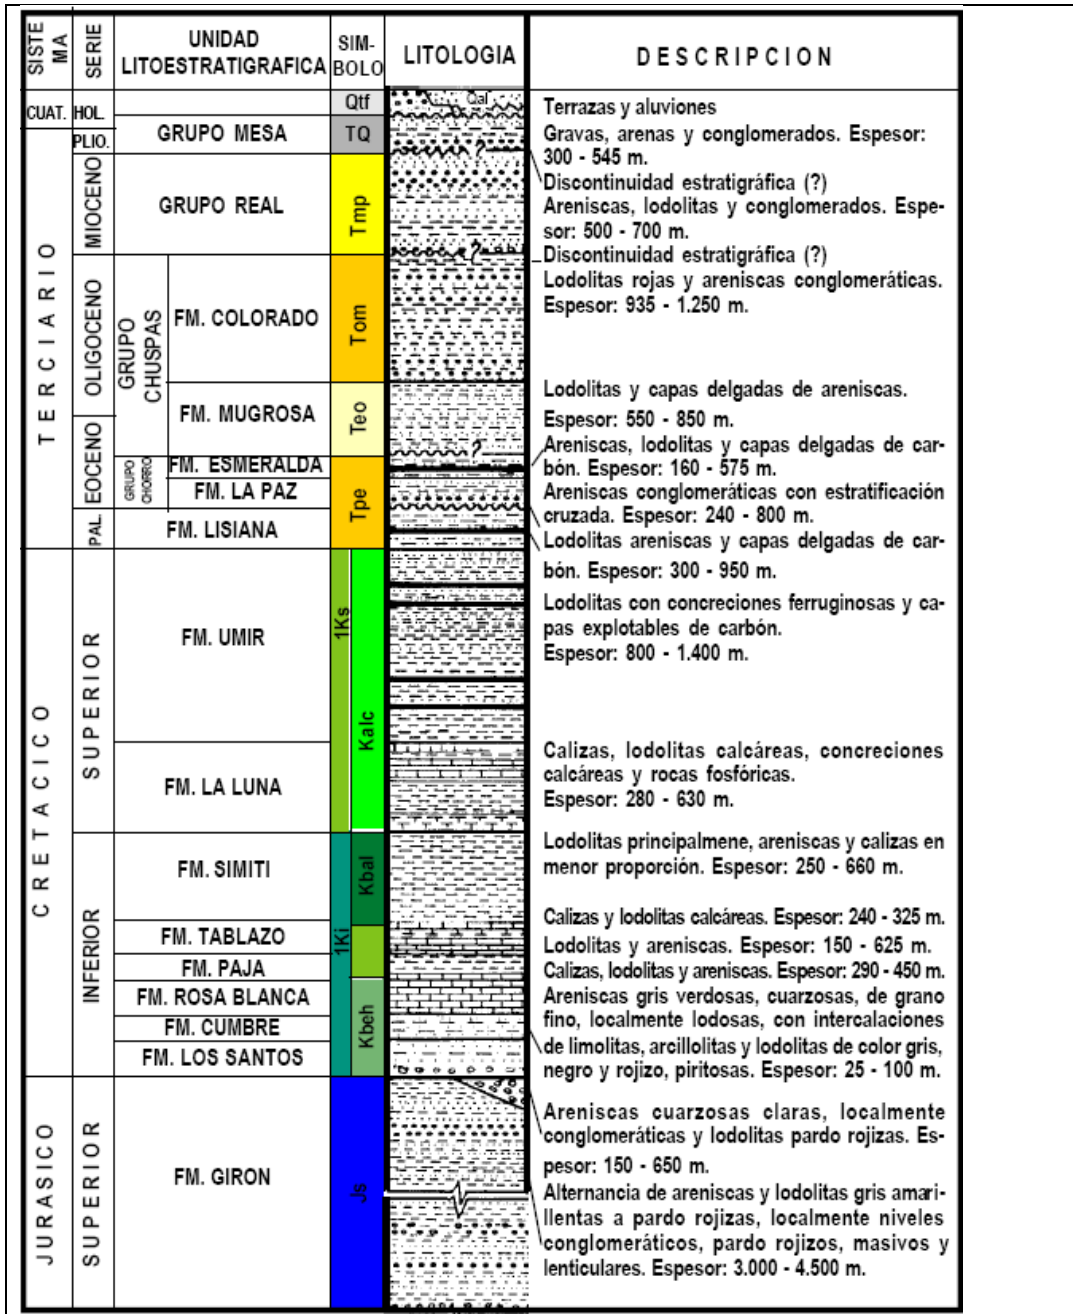 SISTE
MA
SERIE
UNIDAD
LITOESTRATIGRAFICA
SIM-
BOLO
LITOLOGIA
DESCRIPCION
CUAT.
HOL.
Qtf
Qal
Terrazas y aluviones
TERCIARIO
PLIO.
GRUPO MESA
TQ
?
Gravas, arenas y conglomerados. Espesor:
300 - 545 m.
Discontinuidad estratigráfica (?)
MIOCENO
GRUPO REAL
Tmp
?
Areniscas, lodolitas y conglomerados. Espe-
sor: 500 - 700 m.
Discontinuidad estratigráfica (?)
OLIGOCENO
GRUPO
CHUSPAS
FM. COLORADO
Tom
Lodolitas rojas y areniscas conglomeráticas.
Espesor: 935 - 1.250 m.
FM. MUGROSA
Teo
?
Lodolitas y capas delgadas de areniscas.
Espesor: 550 - 850 m.
EOCENO
GRUPO
CHORRO
FM. ESMERALDA
Tpe
Areniscas, lodolitas y capas delgadas de car-
bón. Espesor: 160 - 575 m.
FM. LA PAZ
Areniscas conglomeráticas con estratificación
cruzada. Espesor: 240 - 800 m.
PAL.
FM. LISIANA
Lodolitas areniscas y capas delgadas de car-
bón. Espesor: 300 - 950 m.
CRETACICO
SUPERIOR
FM. UMIR
1Ks
Kalc
Lodolitas con concreciones ferruginosas y ca-
pas explotables de carbón.
Espesor: 800 - 1.400 m.
FM. LA LUNA
Calizas, lodolitas calcáreas, concreciones
calcáreas y rocas fosfóricas.
Espesor: 280 - 630 m.
INFERIOR
FM. SIMITI
1Ki
Kbal
Lodolitas principalmene, areniscas y calizas en
menor proporción. Espesor: 250 - 660 m.
FM. TABLAZO
Calizas y lodolitas calcáreas. Espesor: 240 - 325 m.
FM. PAJA
Lodolitas y areniscas. Espesor: 150 - 625 m.
FM. ROSA BLANCA
Kbeh
Calizas, lodolitas y areniscas. Espesor: 290 - 450 m.
FM. CUMBRE
Areniscas gris verdosas, cuarzosas, de grano
fino, localmente lodosas, con intercalaciones
de limolitas, arcillolitas y lodolitas de color gris,
negro y rojizo, piritosas. Espesor: 25 - 100 m.
FM. LOS SANTOS
Areniscas cuarzosas claras, localmente
conglomeráticas y lodolitas pardo rojizas. Es-
pesor: 150 - 650 m.
JURASICO
SUPERIOR
FM. GIRON
Js
Alternancia de areniscas y lodolitas gris amari-
llentas a pardo rojizas, localmente niveles
conglomeráticos, pardo rojizos, masivos y
lenticulares. Espesor: 3.000 - 4.500 m.